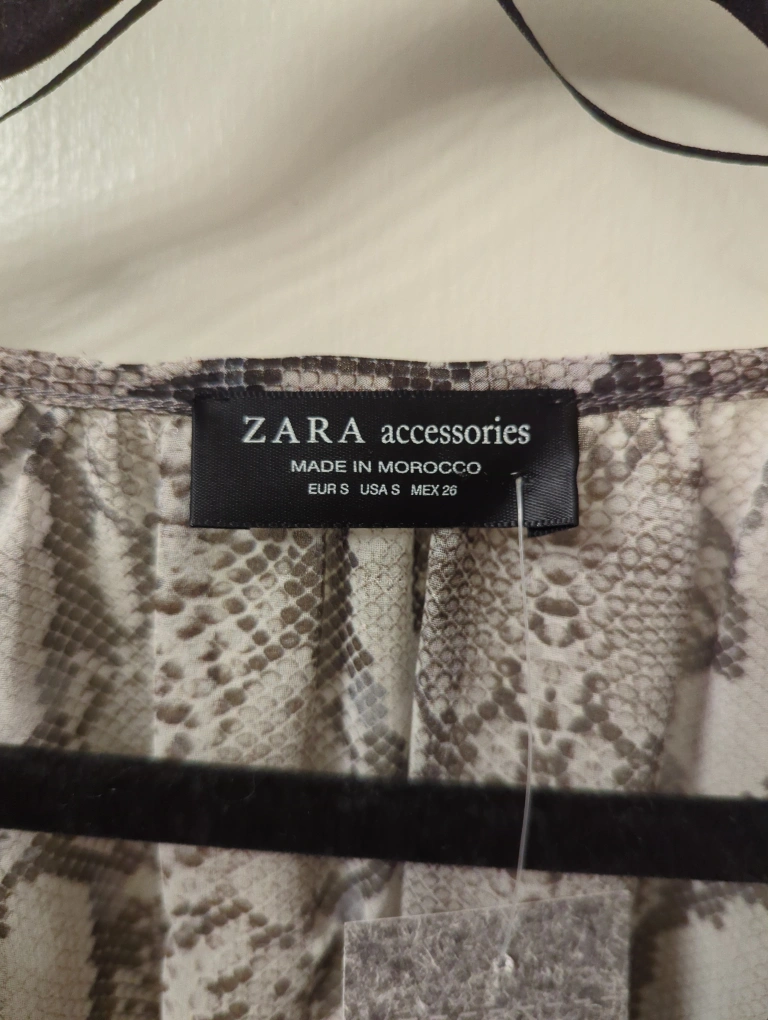 ZARA accessories
MADE IN MOROCCO
EUR S USA S MEX 26